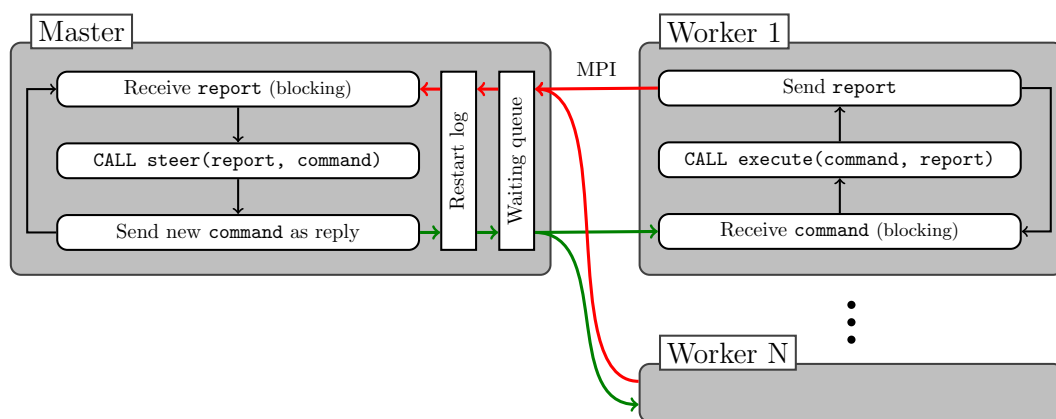 Master
Receive report (blocking)
CALL steer(report, command)
Send new command as reply
Restart log
Waiting queue
MPI
Worker 1
Send report
CALL execute(command, report)
Receive command (blocking)
Worker N